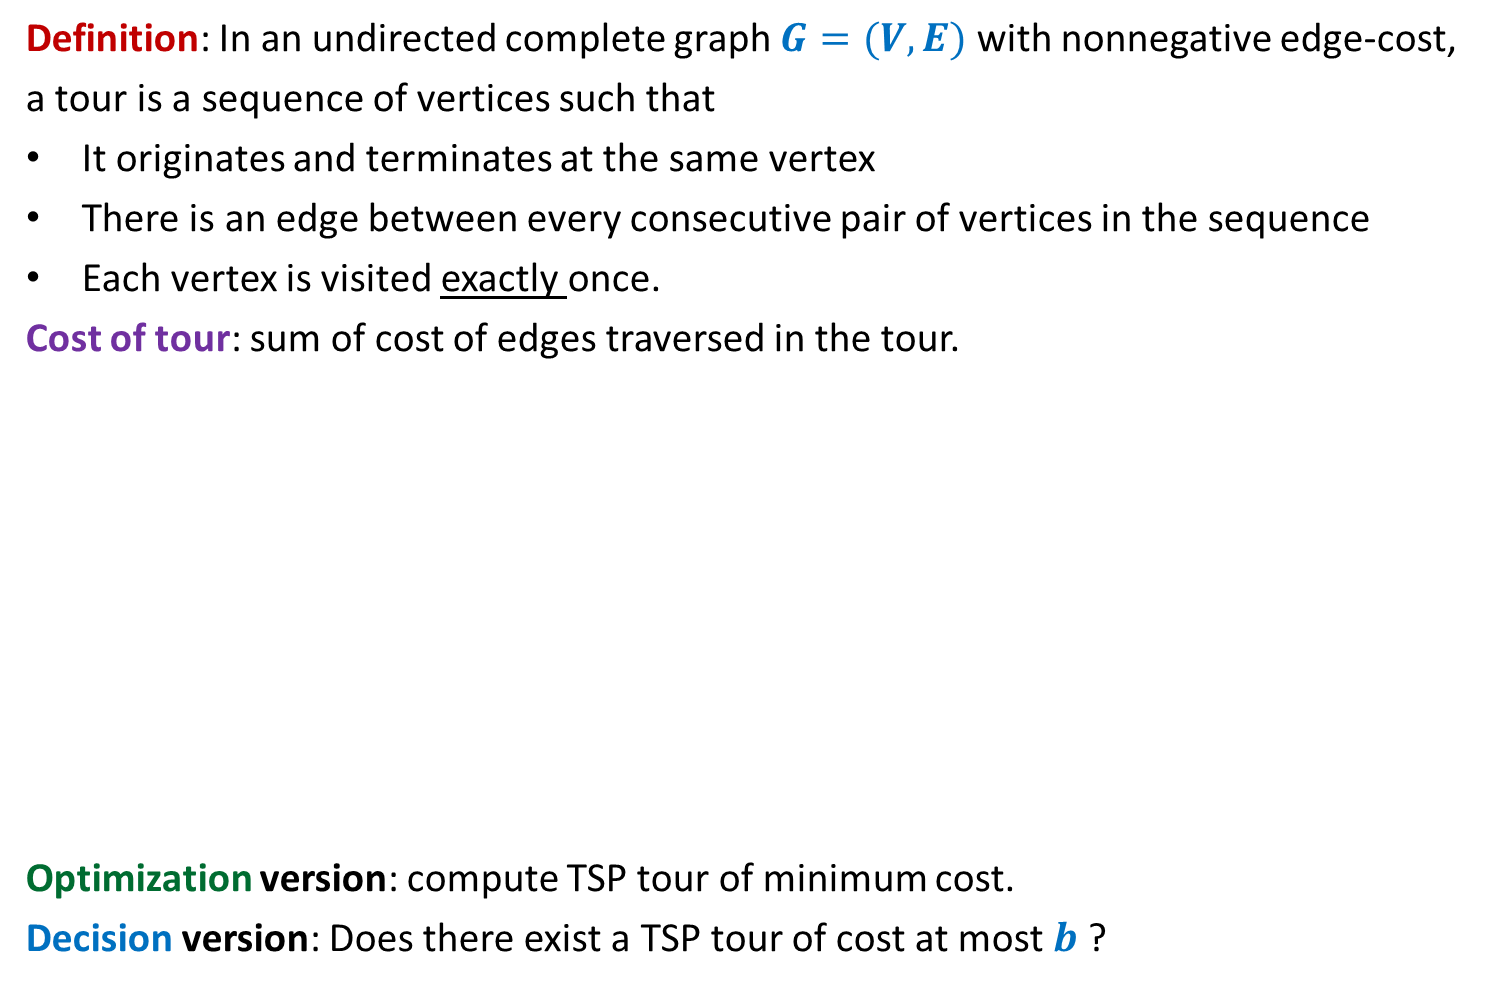 Definition: In an undirected complete graph G = (V, E) with nonnegative edge-cost,
a tour is a sequence of vertices such that
• It originates and terminates at the same vertex
• There is an edge between every consecutive pair of vertices in the sequence
• Each vertex is visited exactly once.
Cost of tour: sum of cost of edges traversed in the tour.
Optimization version: compute TSP tour of minimum cost.
Decision version: Does there exist a TSP tour of cost at most b ?